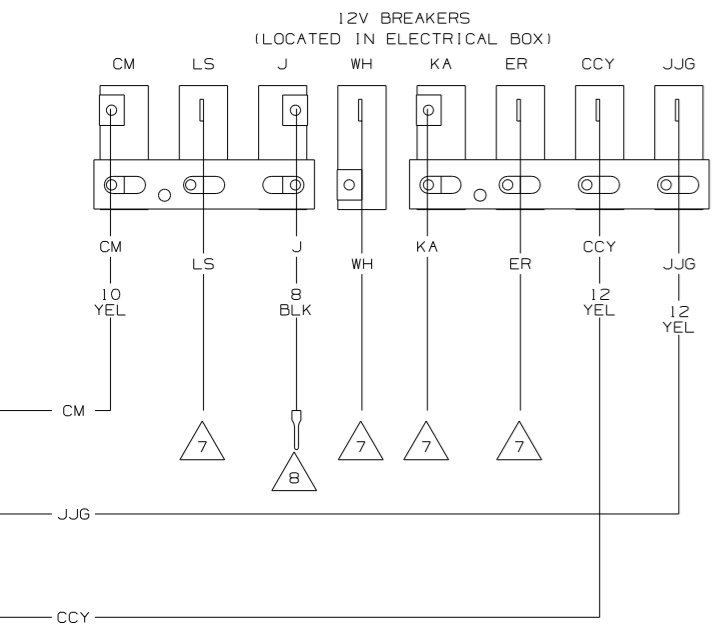 12V BREAKERS
(LOCATED IN ELECTRICAL BOX)
CM LS J WH KA ER CCY JJG
CM LS J WH KA ER CCY JJG
10 YEL
8 BLK
12 YEL
12 YEL
CM
7
8
7
7
7
JJG
CCY